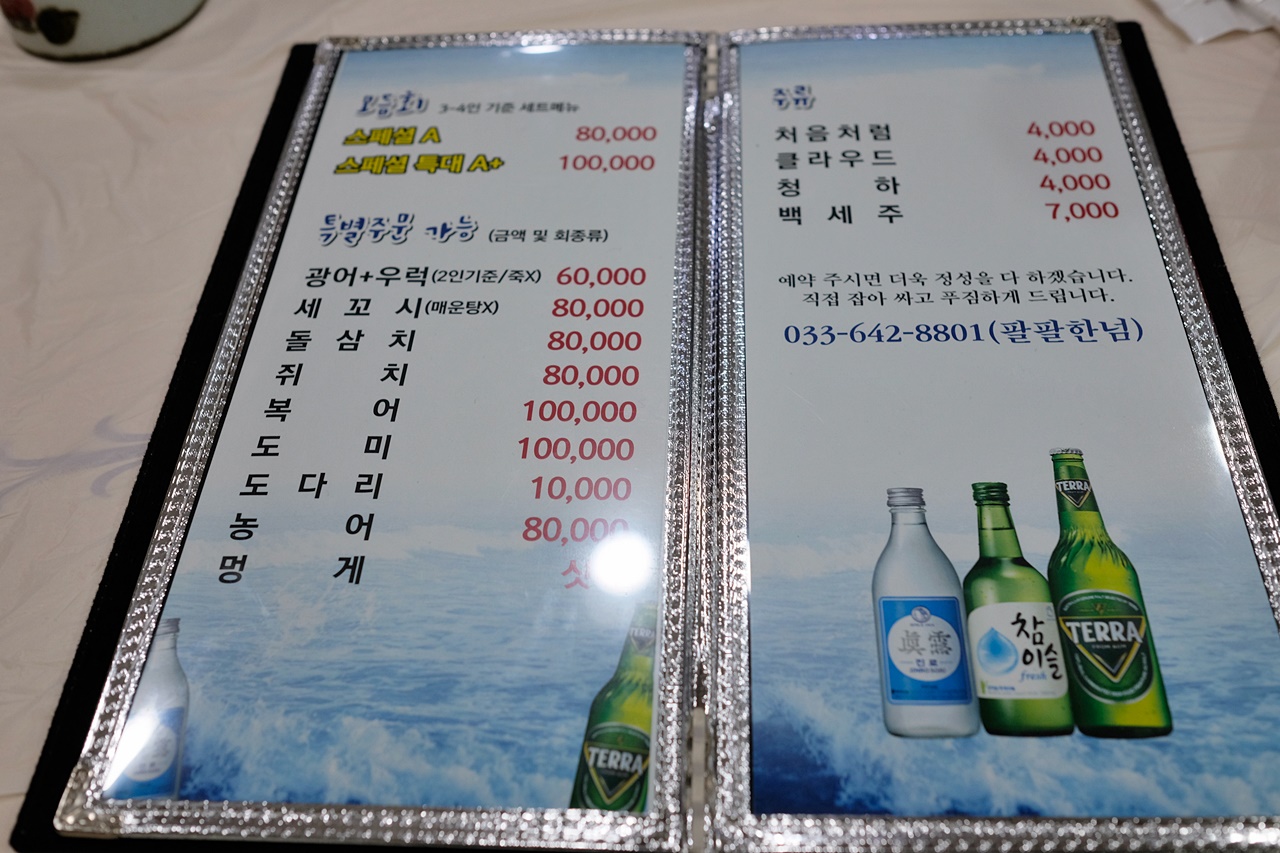 모듬회 3~4인 기준 세트메뉴
스페셜 A 80,000
스페셜 특대 A+ 100,000
특별주문 가능 (금액 및 회종류)
광어+우럭(2인기준/죽X) 60,000
세 꼬 시(매운탕X) 80,000
돌 삼 치 80,000
쥐 치 80,000
복 어 100,000
도 미 100,000
도 다 리 10,000
농 어 80,000
멍 게
TERRA
주류
처음처럼 4,000
클라우드 4,000
청 하 4,000
백 세 주 7,000
예약 주시면 더욱 정성을 다 하겠습니다.
직접 잡아 싸고 푸짐하게 드립니다.
033-642-8801(팔팔한넘)
TERRA
眞露
진로
참이슬
fresh
TERRA